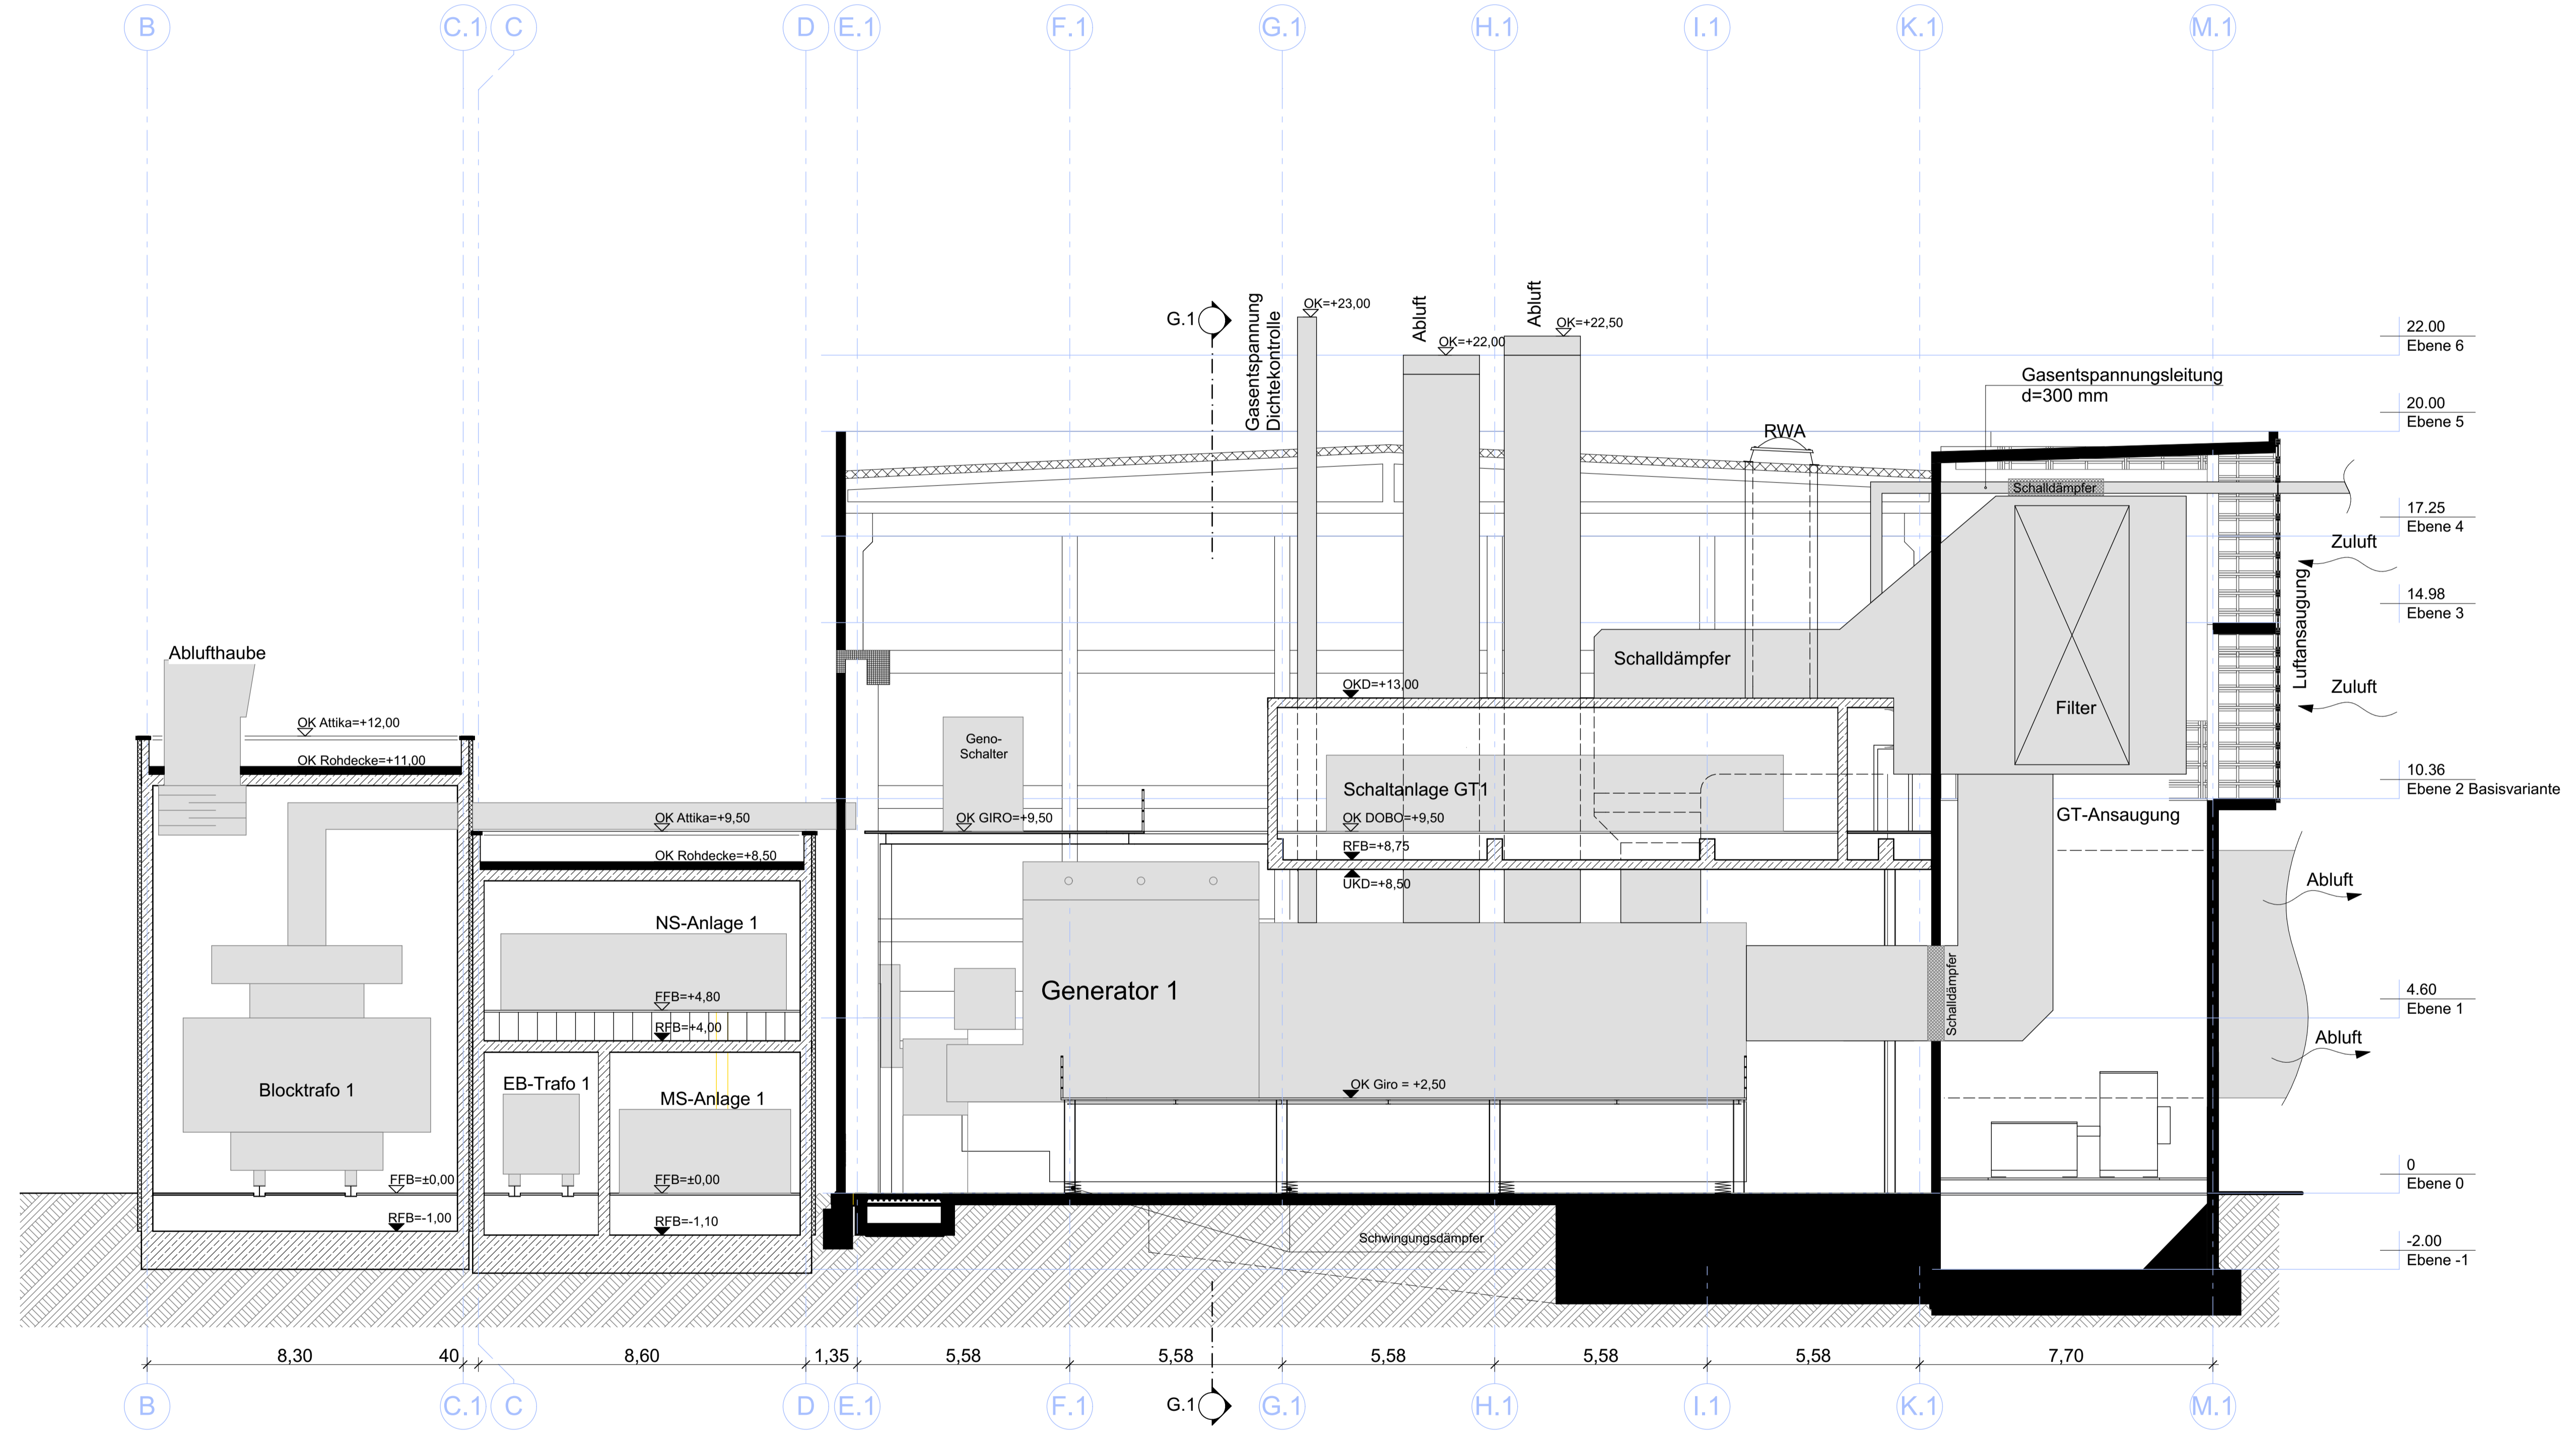 B
C.1
C
D
E.1
F.1
G.1
H.1
I.1
K.1
M.1
G.1
Gasentspannung
Dichtekontrolle
OK=+23,00
Abluft
OK=+22,00
Abluft
OK=+22,50
RWA
Gasentspannungsleitung
d=300 mm
Schalldämpfer
22.00
Ebene 6
20.00
Ebene 5
17.25
Ebene 4
Zuluft
14.98
Ebene 3
Luftansaugung
Zuluft
10.36
Ebene 2 Basisvariante
Abluft
4.60
Ebene 1
Abluft
0
Ebene 0
-2.00
Ebene -1
Ablufthaube
OK Attika=+12,00
OK Rohdecke=+11,00
Blocktrafo 1
FFB=±0,00
RFB=-1,00
OK Attika=+9,50
OK Rohdecke=+8,50
NS-Anlage 1
FFB=+4,80
RFB=+4,00
EB-Trafo 1
MS-Anlage 1
FFB=±0,00
RFB=-1,10
Geno-
Schalter
OK GIRO=+9,50
Generator 1
Schalldämpfer
OKD=+13,00
Schaltanlage GT1
OK DOBO=+9,50
RFB=+8,75
UKD=+8,50
OK Giro = +2,50
Schwingungsdämpfer
Filter
GT-Ansaugung
Schalldämpfer
8,30
40
8,60
1,35
5,58
5,58
5,58
5,58
5,58
7,70
B
C.1
C
D
E.1
F.1
G.1
G.1
H.1
I.1
K.1
M.1